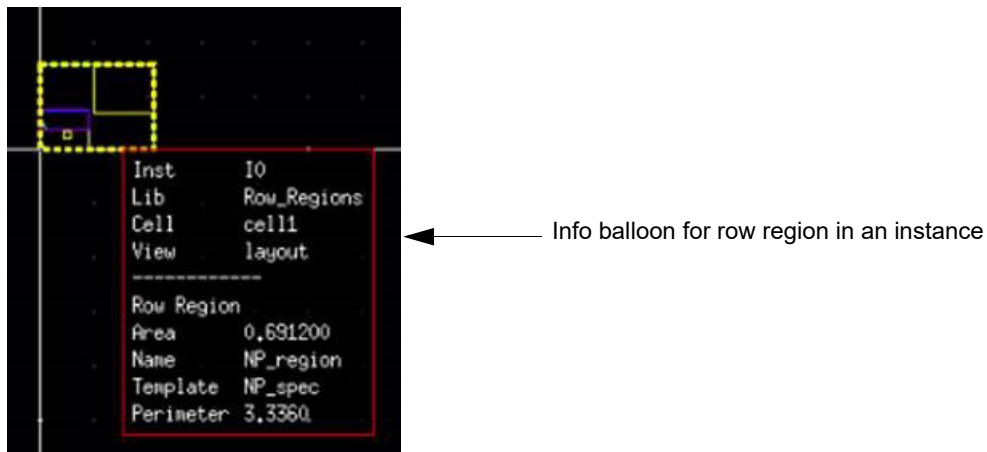 Inst I0
Lib Row_Regions
Cell cell1
View layout
-------------
Row Region
Area 0.691200
Name NP_region
Template NP_spec
Perimeter 3.3360
Info balloon for row region in an instance